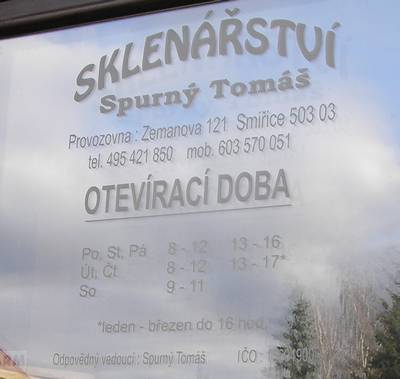 SKLENÁŘSTVÍ
Spurný Tomáš
Provozovna : Zemanova 121 Smiřice 503 03
tel. 495 421 850 mob. 603 570 051
OTEVÍRACÍ DOBA
Po, St, Pá 8 - 12 13 - 16
Út, Čt 8 - 12 13 - 17*
So 9 - 11
*leden - březen do 16 hod.
Odpovědný vedoucí : Spurný Tomáš IČO :